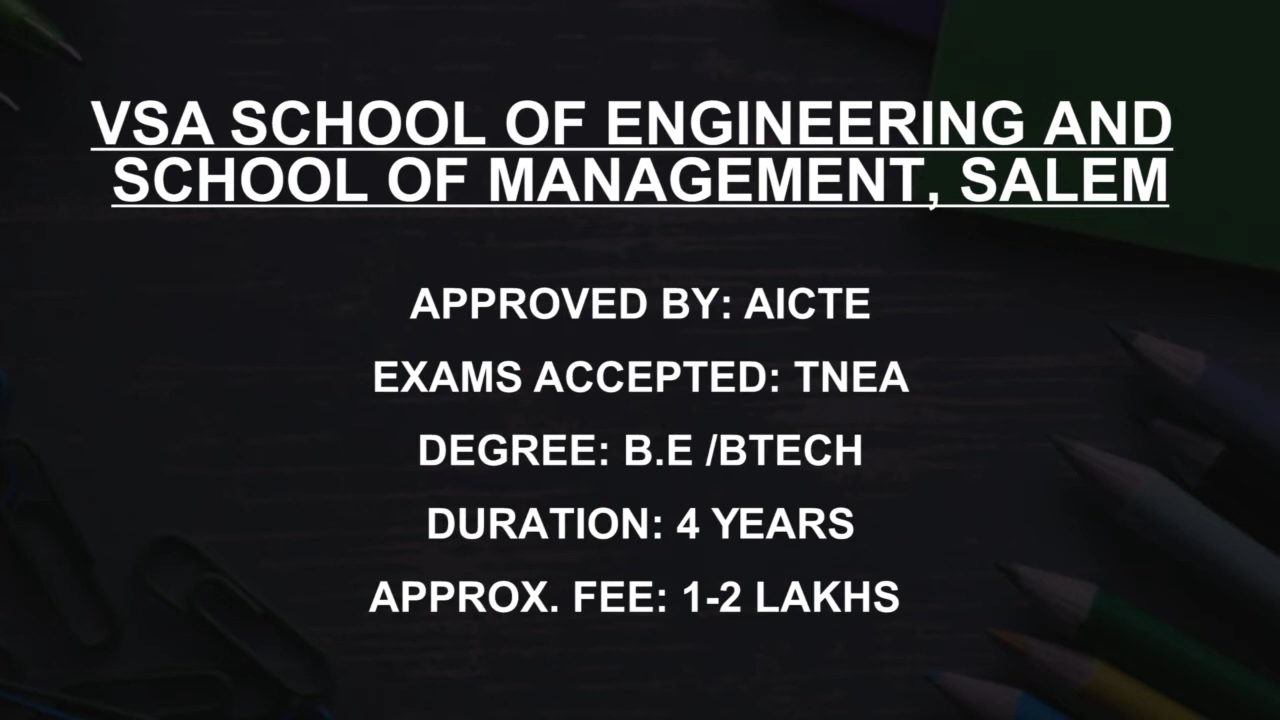 VSA SCHOOL OF ENGINEERING AND
SCHOOL OF MANAGEMENT, SALEM
APPROVED BY: AICTE
EXAMS ACCEPTED: TNEA
DEGREE: B.E /BTECH
DURATION: 4 YEARS
APPROX. FEE: 1-2 LAKHS